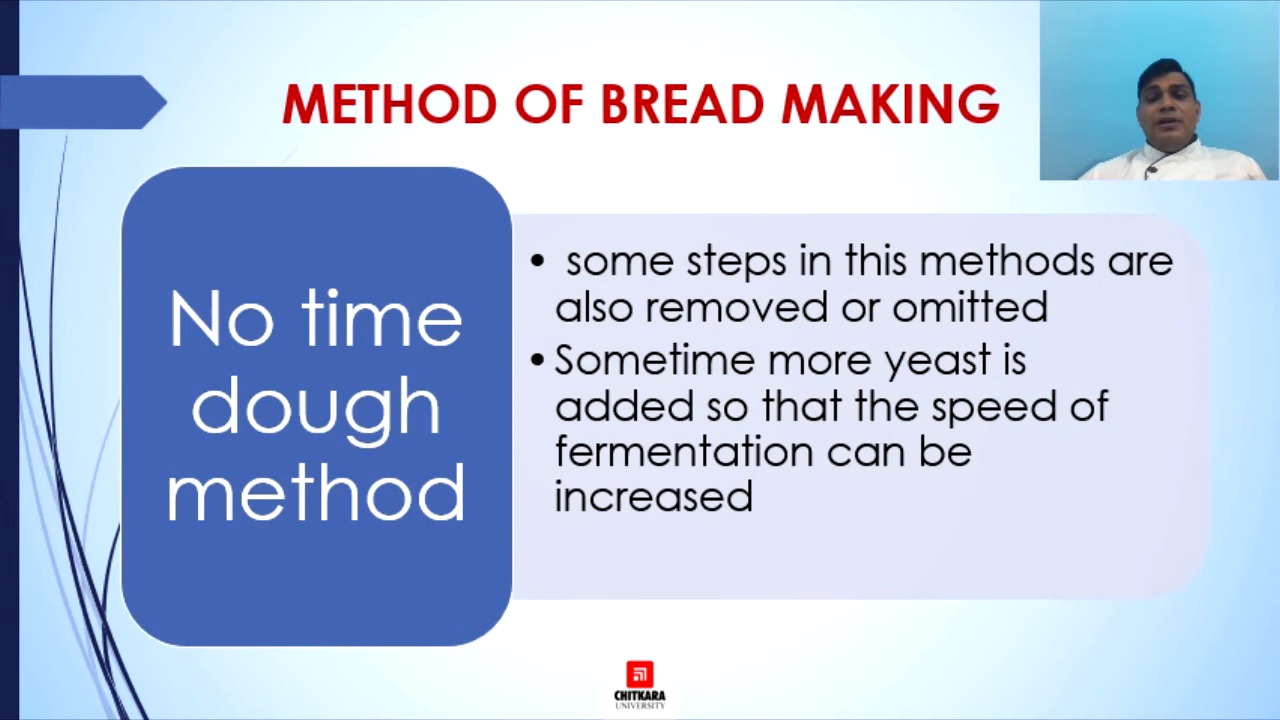 METHOD OF BREAD MAKING
No time
dough
method
• some steps in this methods are
also removed or omitted
• Sometime more yeast is
added so that the speed of
fermentation can be
increased
CHITKARA
UNIVERSITY